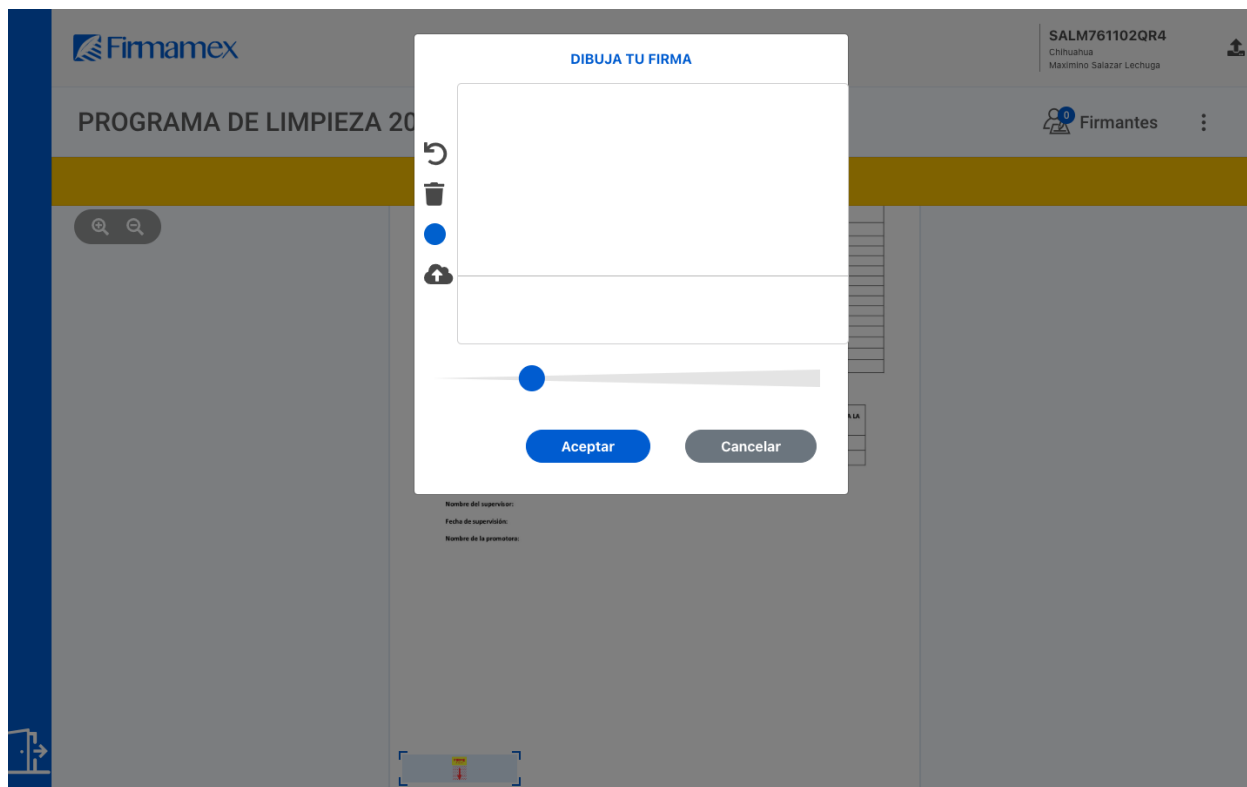 Firmamex
SALM761102QR4
Chihuahua
Maximino Salazar Lechuga
DIBUJA TU FIRMA
PROGRAMA DE LIMPIEZA 20
0
Firmantes
A LA
Aceptar
Cancelar
Nombre del supervisor:
Fecha de supervisión:
Nombre de la promotora: